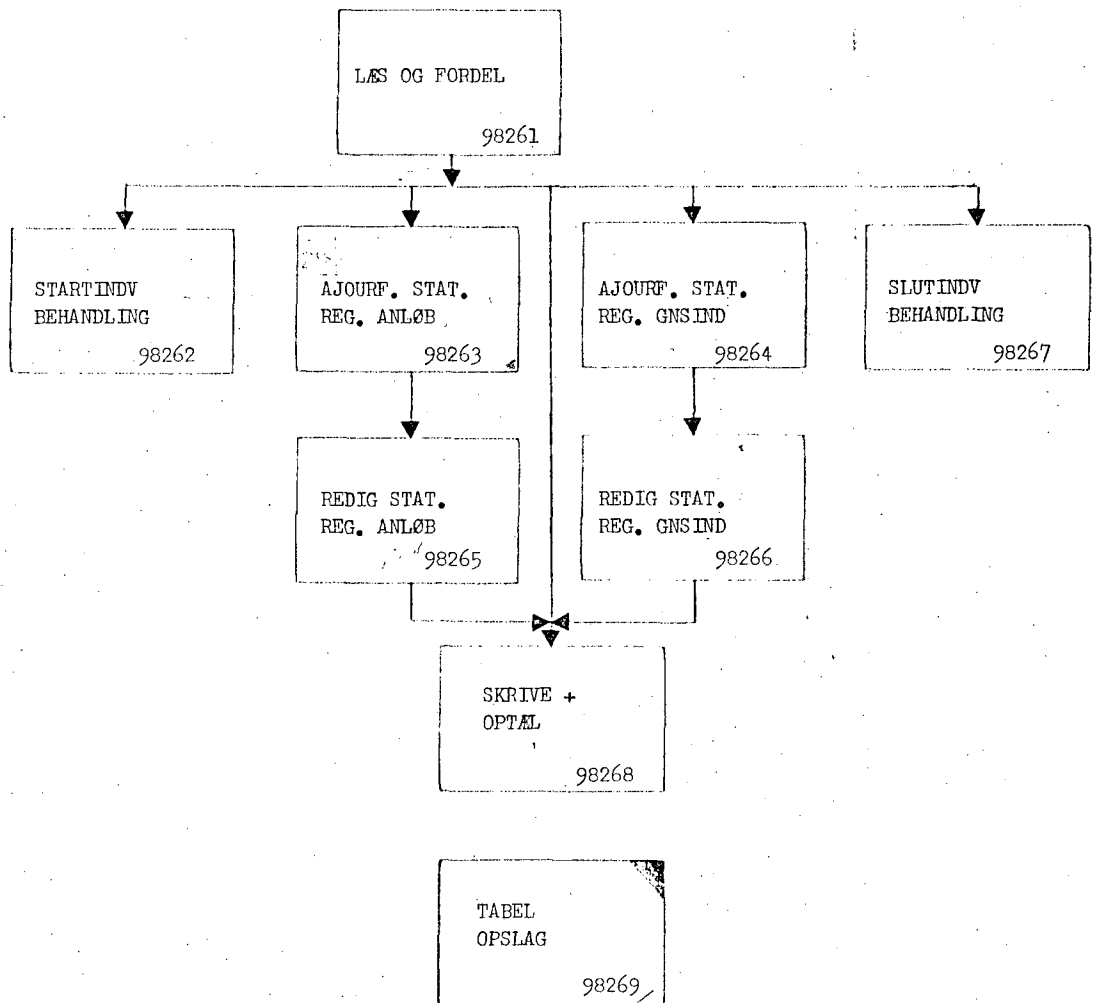 LÆS OG FORDEL
98261
STARTINDV
BEHANDLING
98262
AJOURF. STAT.
REG. ANLØB
98263
AJOURF. STAT.
REG. GNSIND
98264
SLUTINDV
BEHANDLING
98267
REDIG STAT.
REG. ANLØB
98265
REDIG STAT.
REG. GNSIND
98266
SKRIVE +
OPTÆL
98268
TABEL
OPSLAG
98269